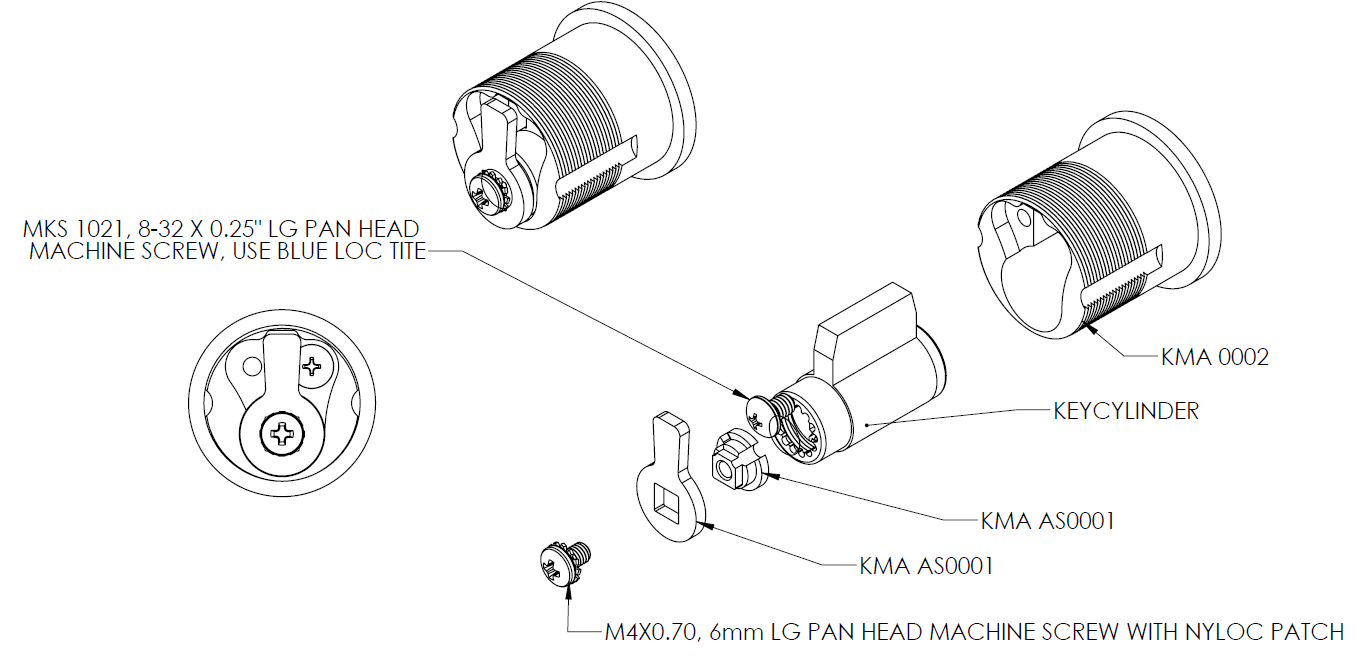 MKS 1021, 8-32 X 0.25" LG PAN HEAD
MACHINE SCREW, USE BLUE LOC TITE
KMA 0002
KEYCYLINDER
KMA AS0001
KMA AS0001
M4X0.70, 6mm LG PAN HEAD MACHINE SCREW WITH NYLOC PATCH